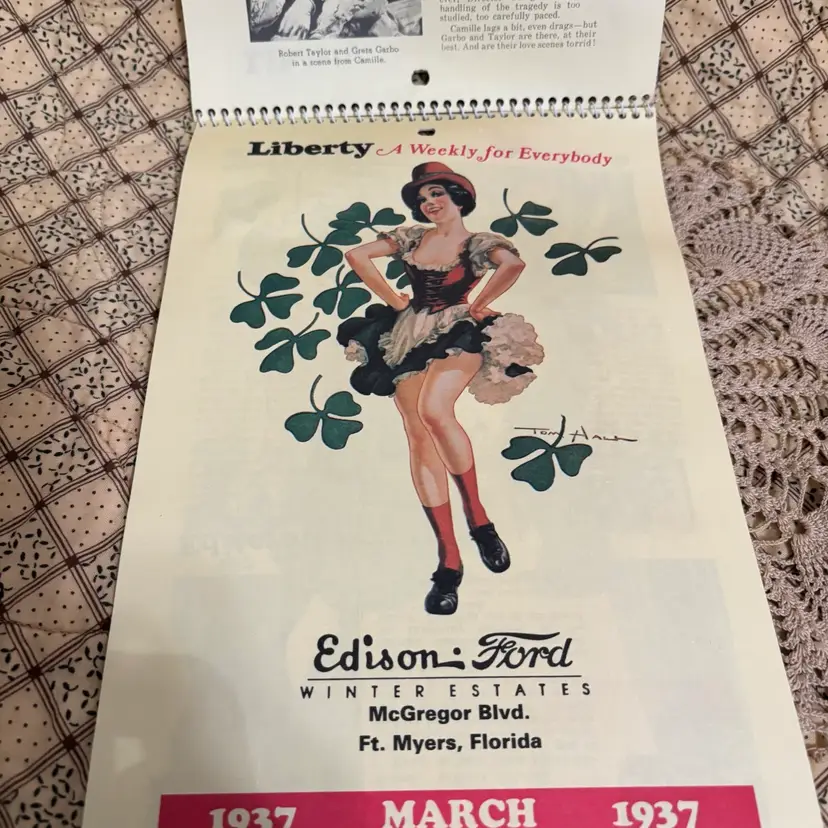 handling of the tragedy is too
studied, too carefully paced.
Camille lags a bit, even drags—but
Garbo and Taylor are there, at their
best. And are their love scenes torrid!
Robert Taylor and Greta Garbo
in a scene from Camille.
Liberty A Weekly for Everybody
Edison·Ford
WINTER ESTATES
McGregor Blvd.
Ft. Myers, Florida
1937 MARCH 1937